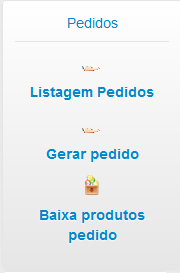 Pedidos
Listagem Pedidos
Gerar pedido
Baixa produtos
pedido